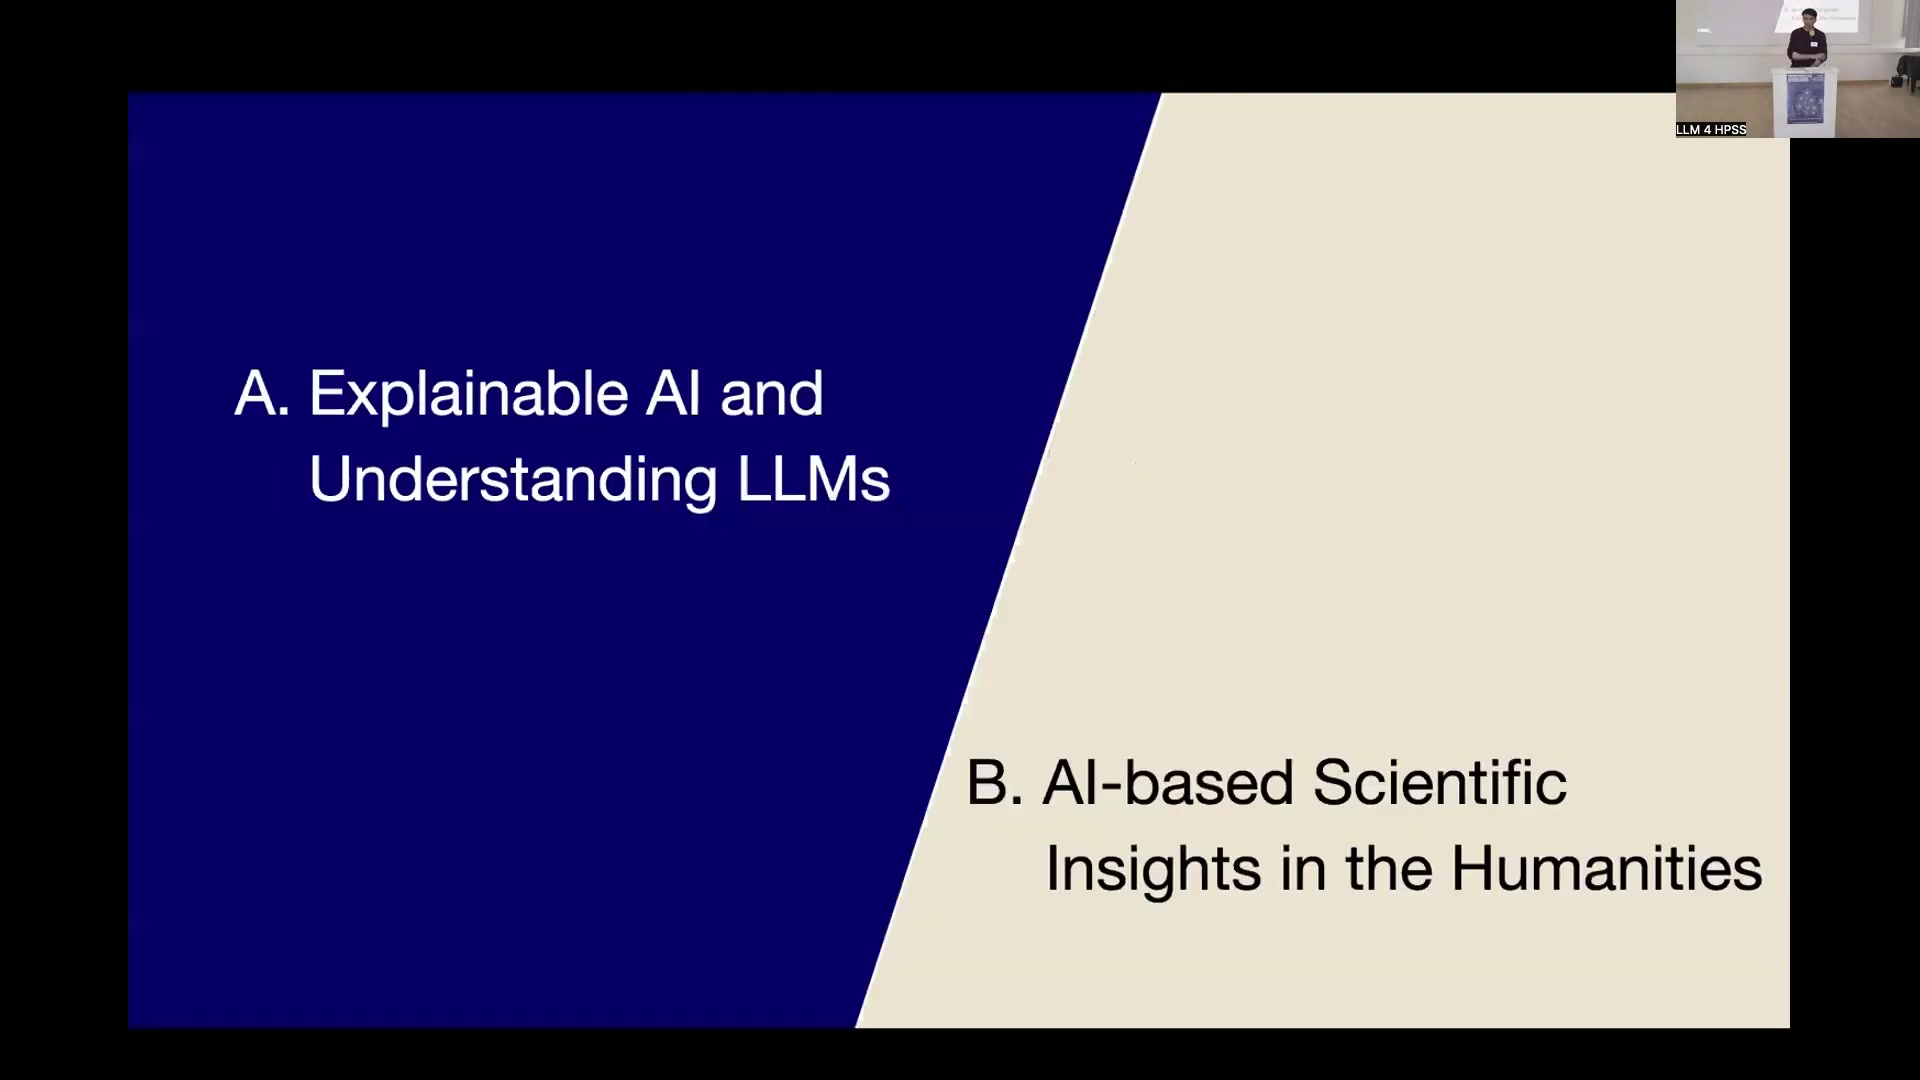 A. Explainable AI and
Understanding LLMs
B. AI-based Scientific
Insights in the Humanities
LLM 4 HPSS